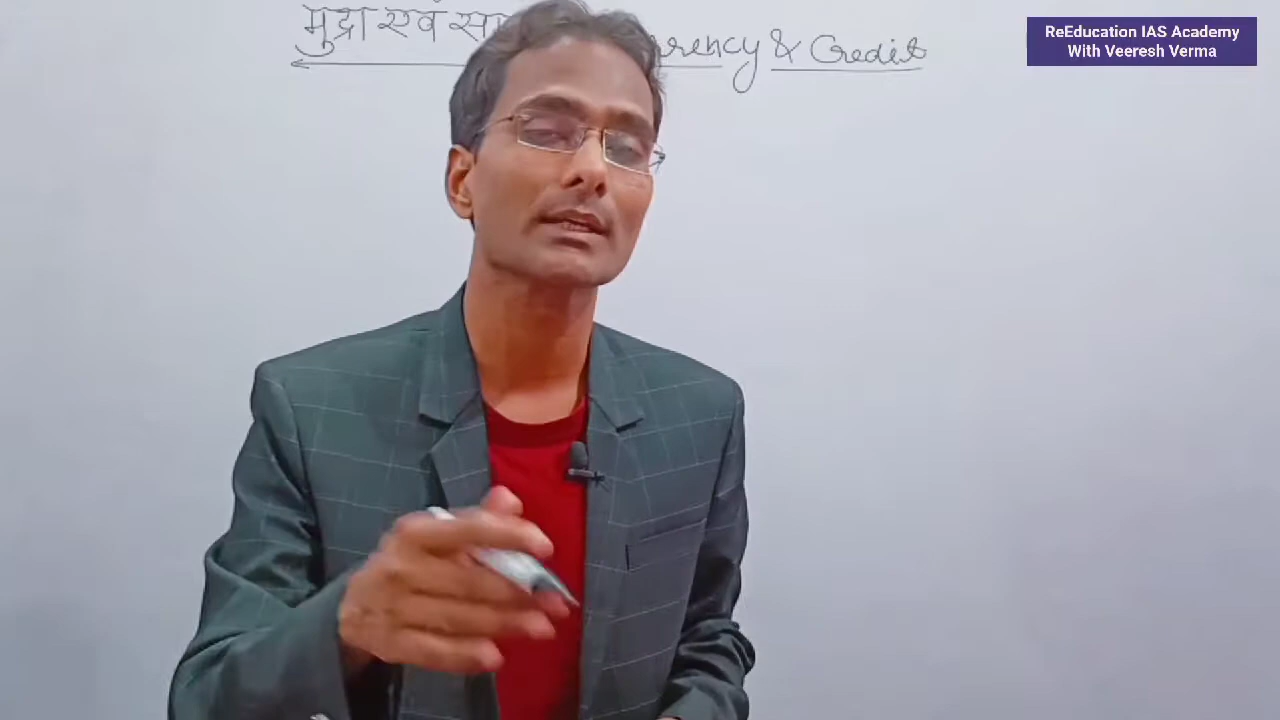 मुद्रा एवं & Credit
ReEducation IAS Academy
With Veeresh Verma